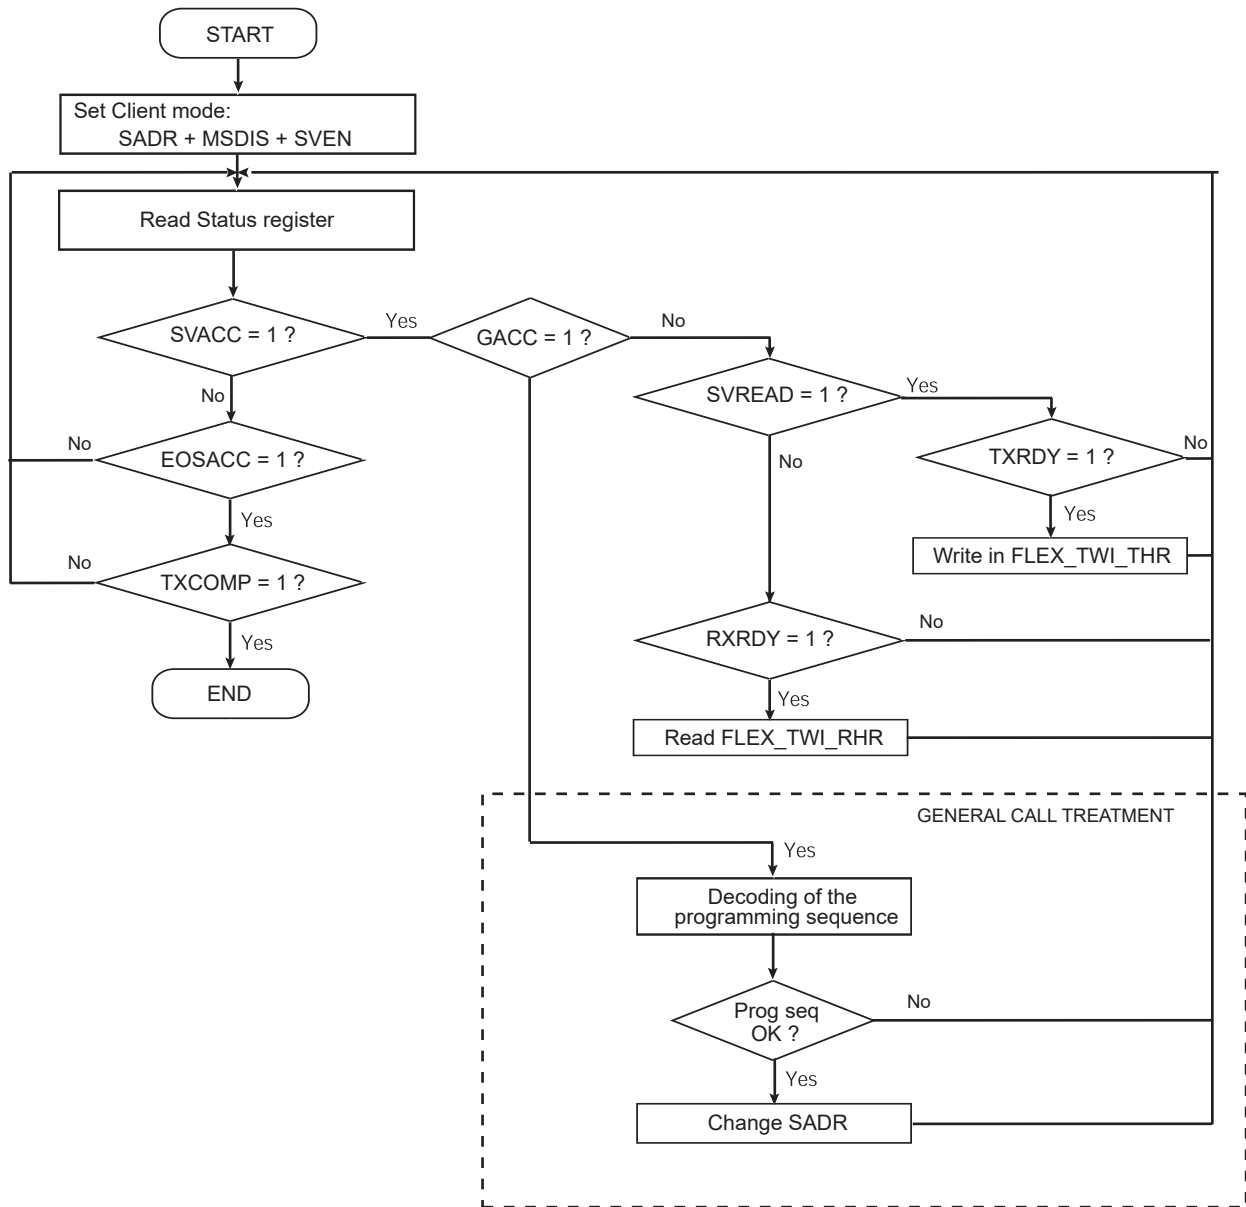 START
Set Client mode:
SADR + MSDIS + SVEN
Read Status register
SVACC = 1 ?
Yes
GACC = 1 ?
No
SVREAD = 1 ?
Yes
No
EOSACC = 1 ?
No
TXRDY = 1 ?
No
No
Yes
Yes
TXCOMP = 1 ?
No
Write in FLEX_TWI_THR
Yes
END
RXRDY = 1 ?
No
Yes
Read FLEX_TWI_RHR
GENERAL CALL TREATMENT
Yes
Decoding of the
programming sequence
Prog seq
OK ?
No
Yes
Change SADR